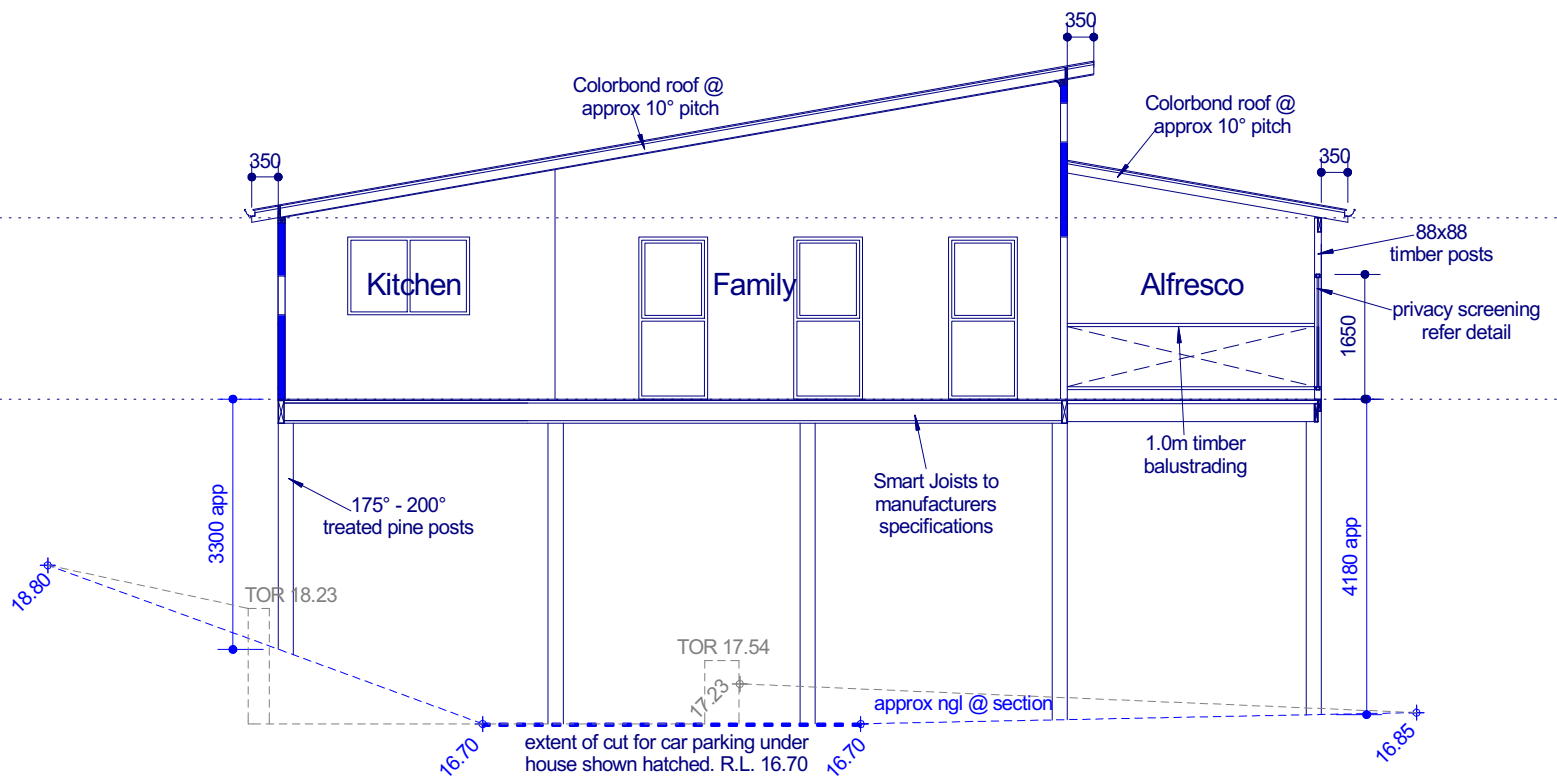 350
Colorbond roof @
approx 10° pitch
Colorbond roof @
approx 10° pitch
350
350
88x88
timber posts
Kitchen
Family
Alfresco
privacy screening
refer detail
1650
1.0m timber
balustrading
Smart Joists to
manufacturers
specifications
175° - 200°
treated pine posts
3300 app
4180 app
18.80
TOR 18.23
TOR 17.54
17.23
approx ngl @ section
16.70
extent of cut for car parking under
house shown hatched. R.L. 16.70
16.70
16.85